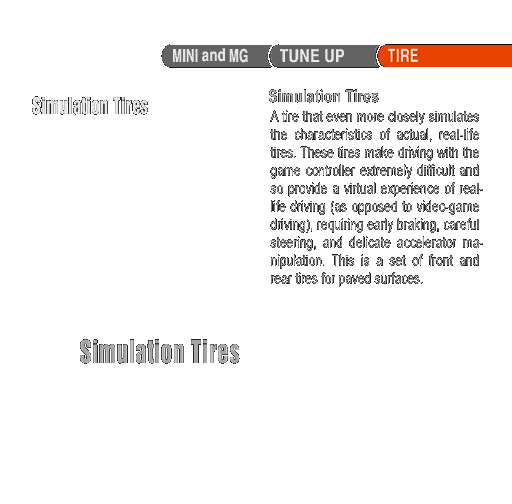 MINI and MG TUNE UP TIRE
Simulation Tires
Simulation Tires
A tire that even more closely simulates
the characteristics of actual, real-life
tires. These tires make driving with the
game controller extremely difficult and
so provide a virtual experience of real-
life driving (as opposed to video-game
driving), requiring early braking, careful
steering, and delicate accelerator ma-
nipulation. This is a set of front and
rear tires for paved surfaces.
Simulation Tires